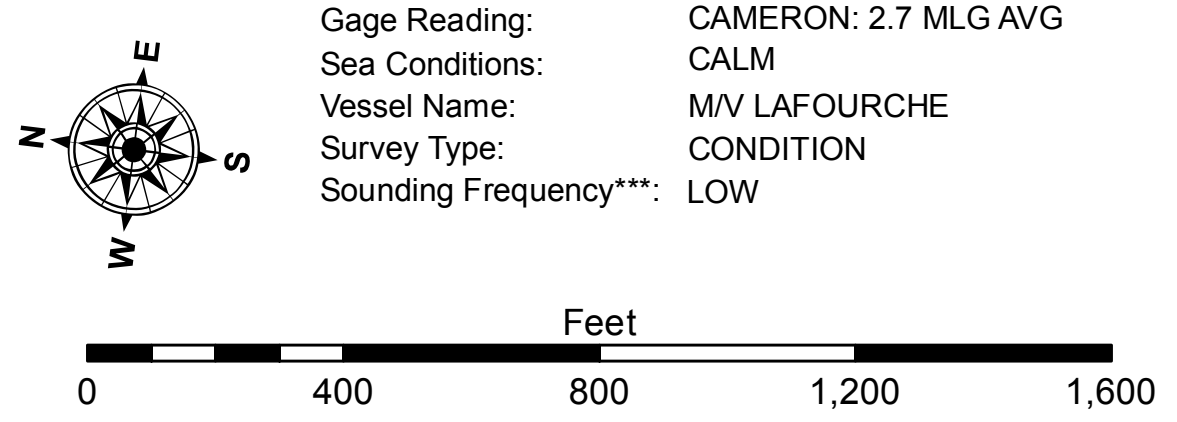 Gage Reading: CAMERON: 2.7 MLG AVG
Sea Conditions: CALM
Vessel Name: M/V LAFOURCHE
Survey Type: CONDITION
Sounding Frequency***: LOW
E
N
S
W
Feet
0 400 800 1,200 1,600